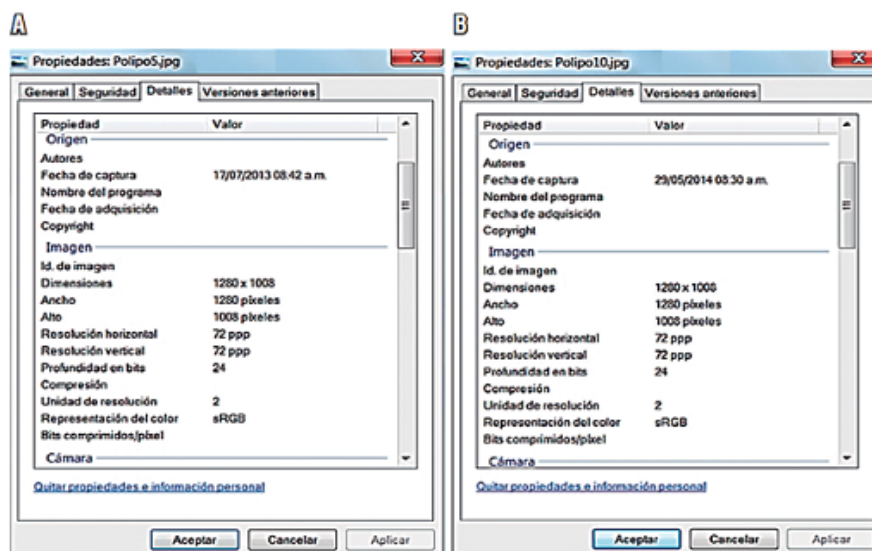 A
Propiedades: Polipo5.jpg
General Seguridad Detalles Versiones anteriores
Propiedad Valor
Origen
Autores
Fecha de captura 17/07/2013 08:42 a.m.
Nombre del programa
Fecha de adquisición
Copyright
Imagen
Id. de imagen
Dimensiones 1280 x 1008
Ancho 1280 píxeles
Alto 1008 píxeles
Resolución horizontal 72 ppp
Resolución vertical 72 ppp
Profundidad en bits 24
Compresión
Unidad de resolución 2
Representación del color sRGB
Bits comprimidos/píxel
Cámara
Quitar propiedades e información personal
Aceptar Cancelar Aplicar
B
Propiedades: Polipo10.jpg
General Seguridad Detalles Versiones anteriores
Propiedad Valor
Origen
Autores
Fecha de captura 29/05/2014 08:30 a.m.
Nombre del programa
Fecha de adquisición
Copyright
Imagen
Id. de imagen
Dimensiones 1280 x 1008
Ancho 1280 píxeles
Alto 1008 píxeles
Resolución horizontal 72 ppp
Resolución vertical 72 ppp
Profundidad en bits 24
Compresión
Unidad de resolución 2
Representación del color sRGB
Bits comprimidos/píxel
Cámara
Quitar propiedades e información personal
Aceptar Cancelar Aplicar